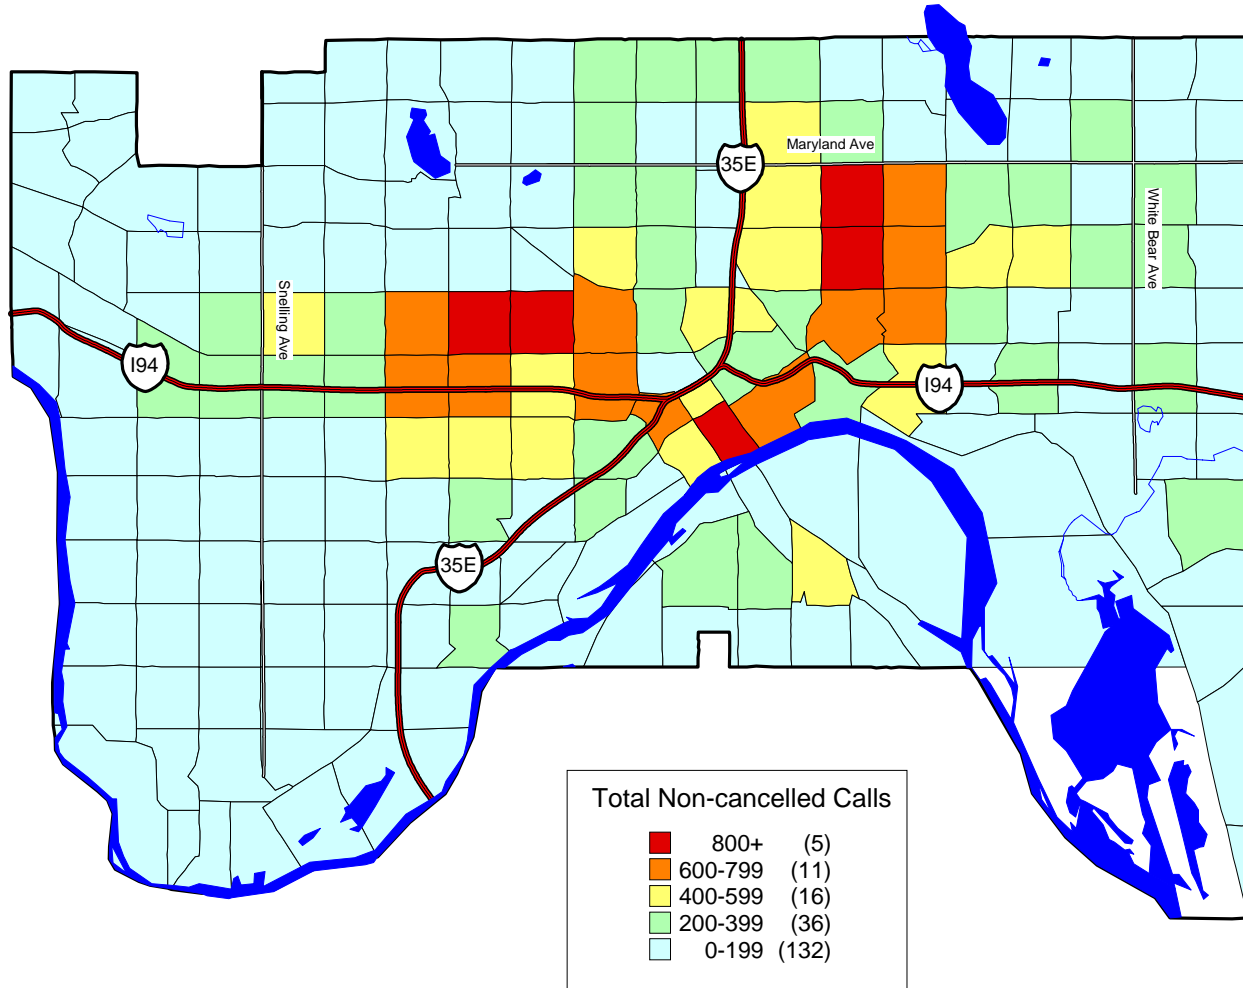 Maryland Ave
35E
White Bear Ave
Snelling Ave
I94
I94
35E
Total Non-cancelled Calls
800+ (5)
600-799 (11)
400-599 (16)
200-399 (36)
0-199 (132)